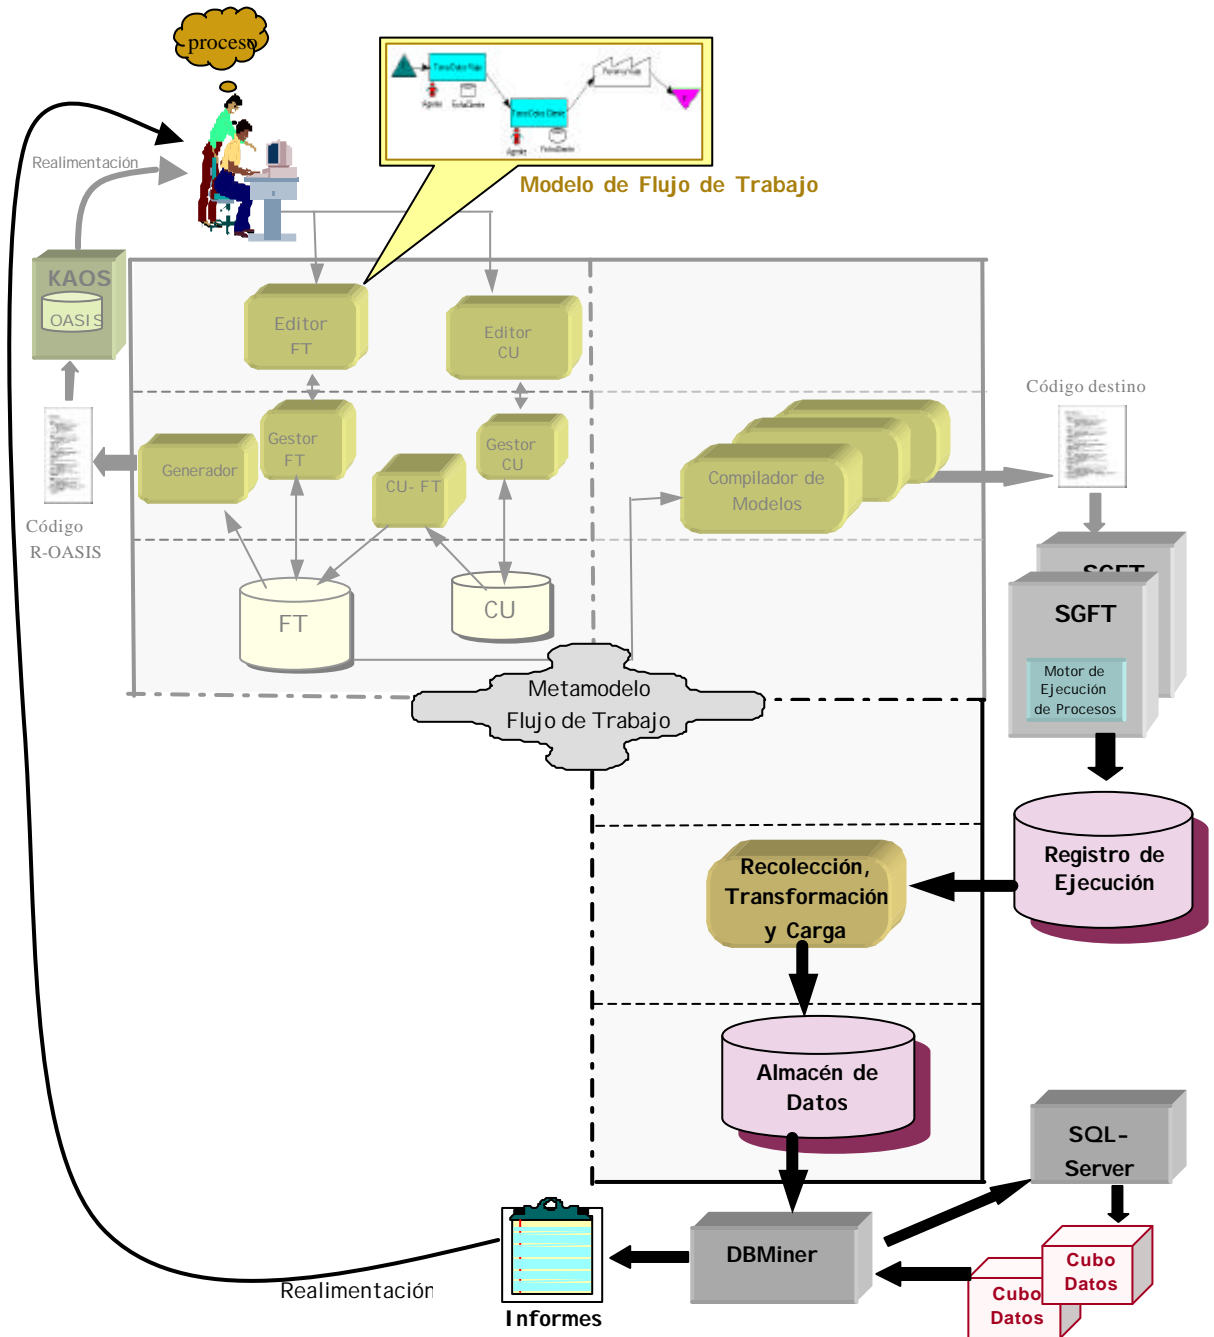 proceso
Agente
Agente
Modelo de Flujo de Trabajo
Realimentación
KAOS
OASIS
Editor
FT
Editor
CU
Código destino
Gestor
FT
Gestor
CU
Generador
CU-FT
Compilador de
Modelos
Código
R-OASIS
FT
CU
SGFT
SGFT
Motor de
Ejecución
de Procesos
Metamodelo
Flujo de Trabajo
Registro de
Ejecución
Recolección,
Transformación
y Carga
Almacén de
Datos
SQL-
Server
DBMiner
Cubo
Datos
Cubo
Datos
Realimentación
Informes